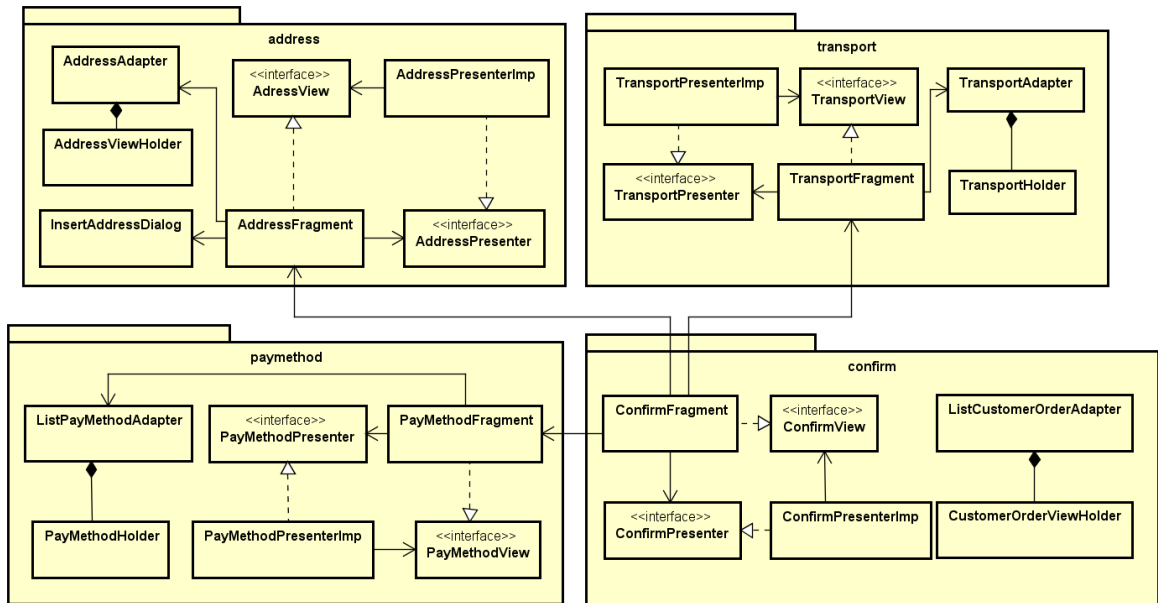 address
AddressAdapter
<<interface>>
AdressView
AddressPresenterImp
AddressViewHolder
InsertAddressDialog
AddressFragment
<<interface>>
AddressPresenter
transport
TransportPresenterImp
<<interface>>
TransportView
TransportAdapter
<<interface>>
TransportPresenter
TransportFragment
TransportHolder
paymethod
ListPayMethodAdapter
<<interface>>
PayMethodPresenter
PayMethodFragment
PayMethodHolder
PayMethodPresenterImp
<<interface>>
PayMethodView
confirm
ConfirmFragment
<<interface>>
ConfirmView
ListCustomerOrderAdapter
<<interface>>
ConfirmPresenter
ConfirmPresenterImp
CustomerOrderViewHolder